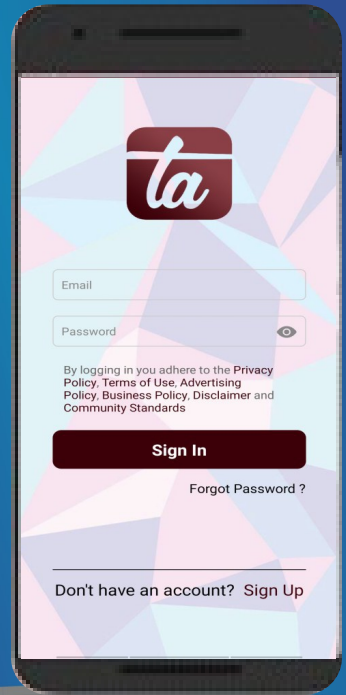 ta
Email
Password
By logging in you adhere to the Privacy
Policy, Terms of Use, Advertising
Policy, Business Policy, Disclaimer and
Community Standards
Sign In
Forgot Password ?
Don't have an account? Sign Up